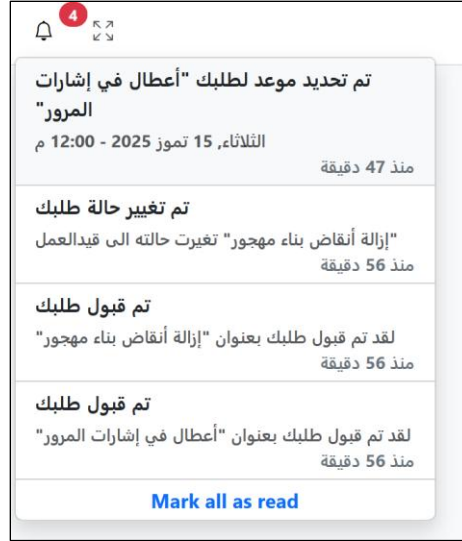 4
تم تحديد موعد لطلبك "أعطال في إشارات
المرور"
الثلاثاء, 15 تموز 2025 - 12:00 م
منذ 47 دقيقة
تم تغيير حالة طلبك
"إزالة أنقاض بناء مهجور" تغيرت حالته الى قيدالعمل
منذ 56 دقيقة
تم قبول طلبك
لقد تم قبول طلبك بعنوان "إزالة أنقاض بناء مهجور"
منذ 56 دقيقة
تم قبول طلبك
لقد تم قبول طلبك بعنوان "أعطال في إشارات المرور"
منذ 56 دقيقة
Mark all as read